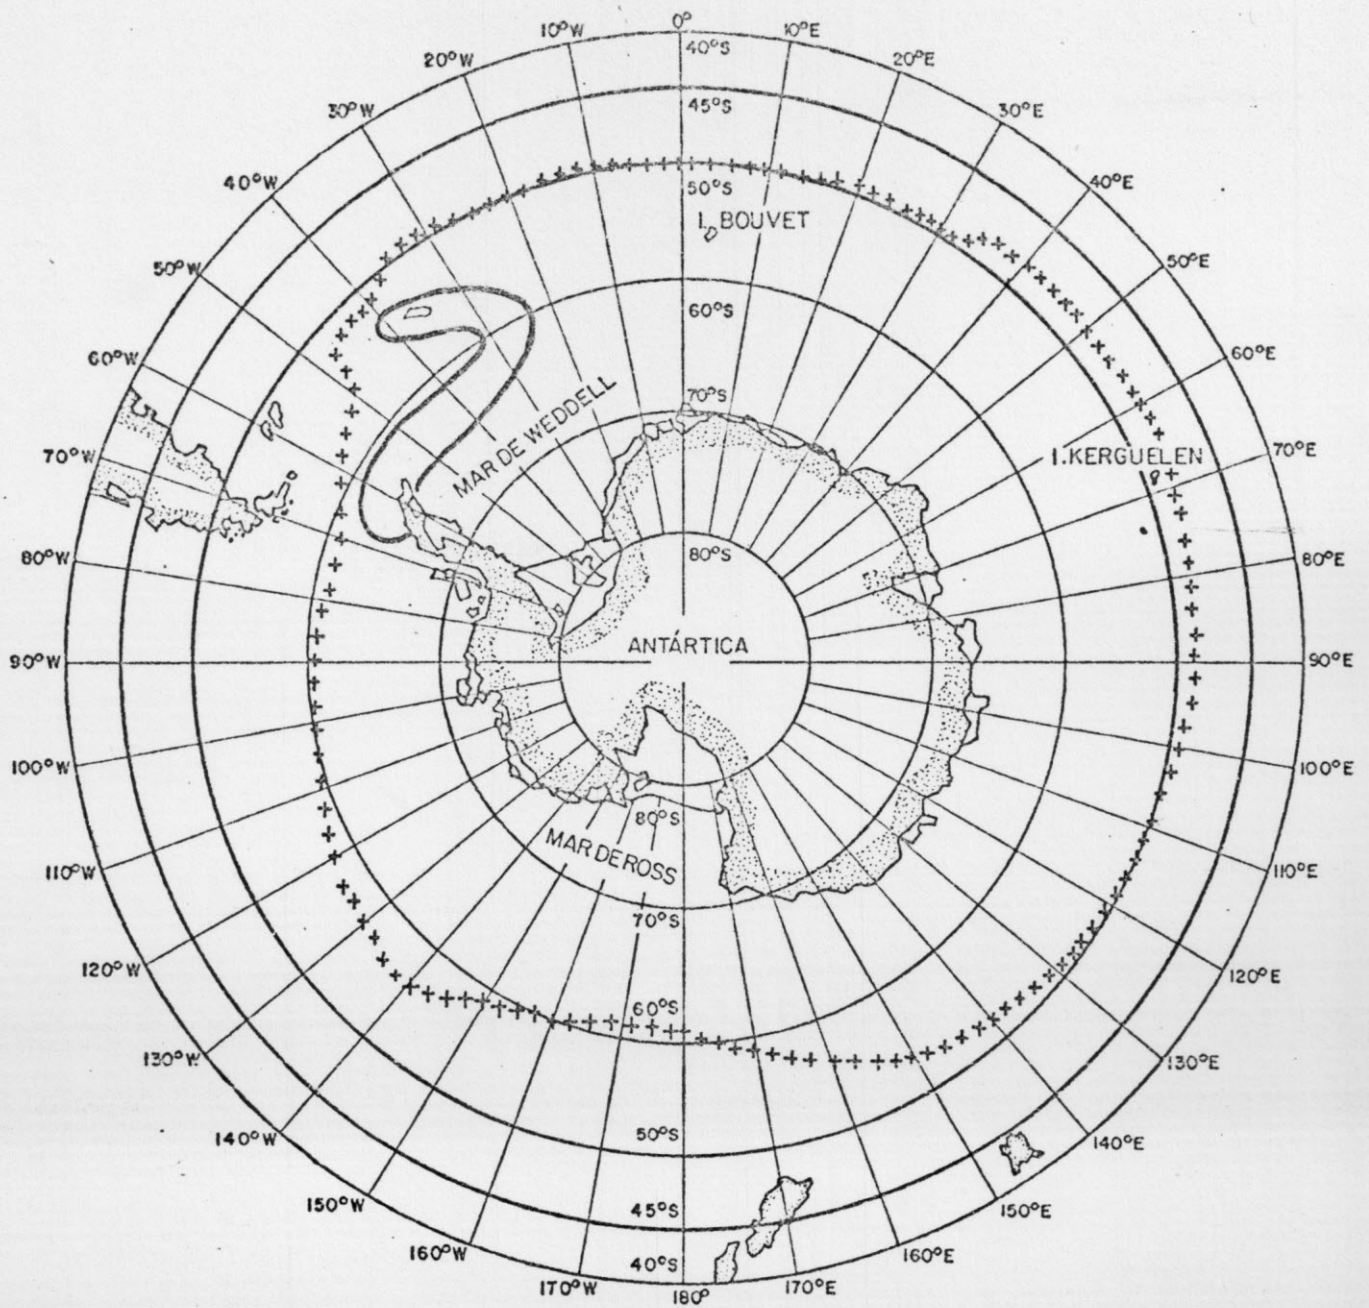 0°
10°W
10°E
20°W
20°E
40°S
30°W
30°E
45°S
40°W
40°E
50°S
I. BOUVET
50°W
50°E
60°S
60°W
60°E
70°S
MAR DE WEDDELL
70°W
70°E
I. KERGUELEN
80°W
80°S
80°E
ANTÁRTICA
90°W
90°E
100°W
100°E
80°S
MAR DE ROSS
110°W
110°E
70°S
120°W
120°E
60°S
130°W
130°E
50°S
140°W
140°E
45°S
150°W
150°E
160°W
160°E
40°S
170°W
170°E
180°